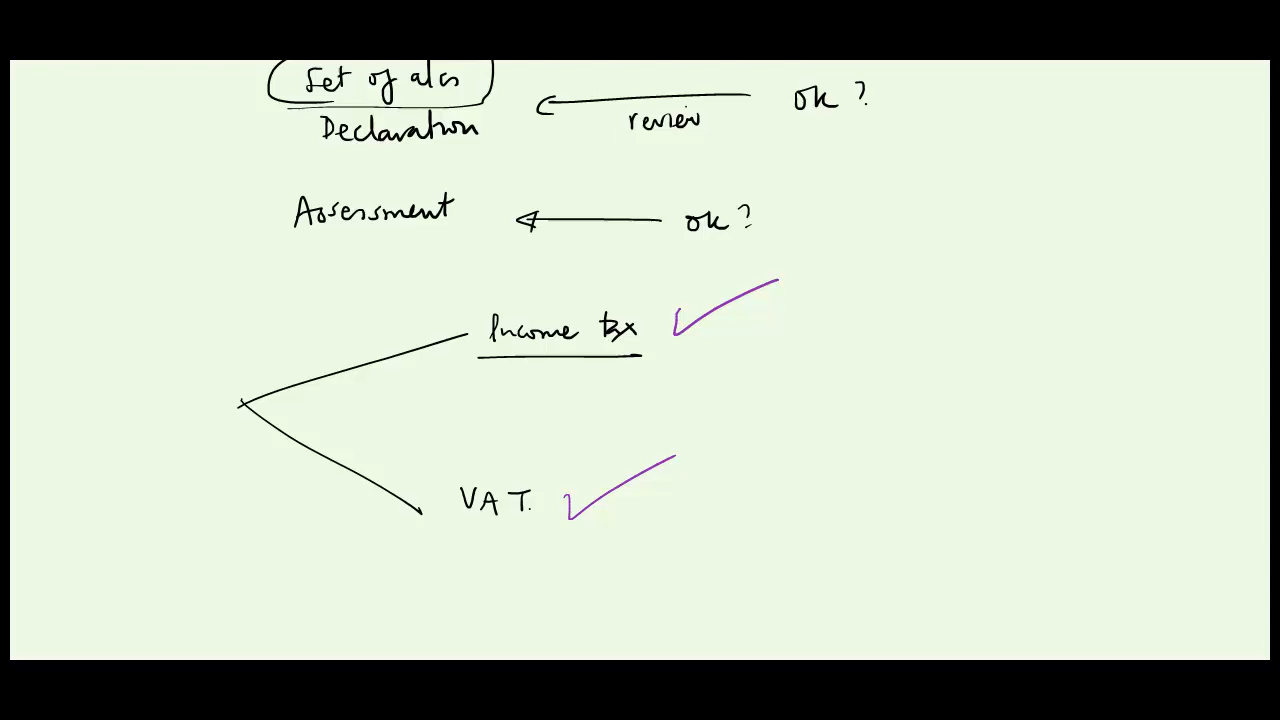 Set of a/cs
Declaration
review
ok ?
Assessment
ok ?
Income tax
VAT.